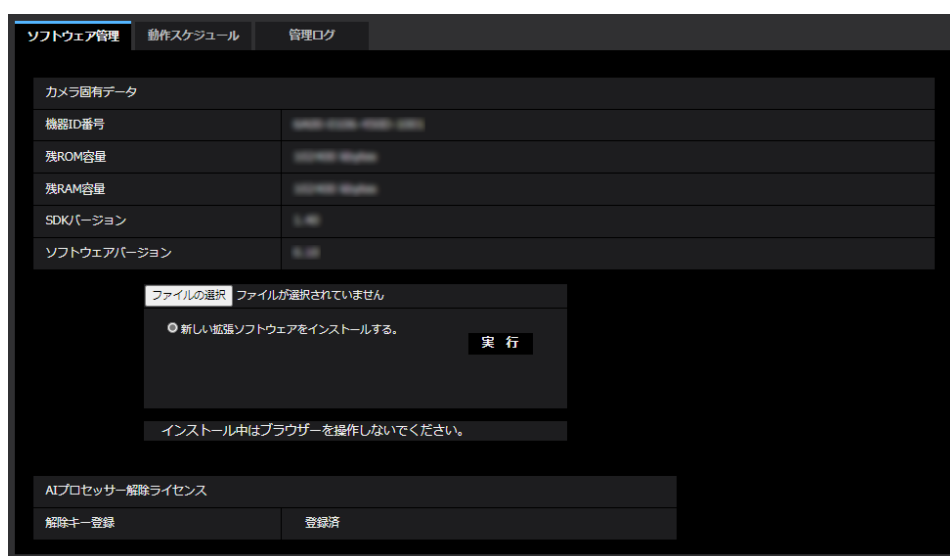 ソフトウェア管理 動作スケジュール 管理ログ
カメラ固有データ
機器ID番号
残ROM容量
残RAM容量
SDKバージョン
ソフトウェアバージョン
ファイルの選択 ファイルが選択されていません
新しい拡張ソフトウェアをインストールする。
実 行
インストール中はブラウザーを操作しないでください。
AIプロセッサー解除ライセンス
解除キー登録 登録済